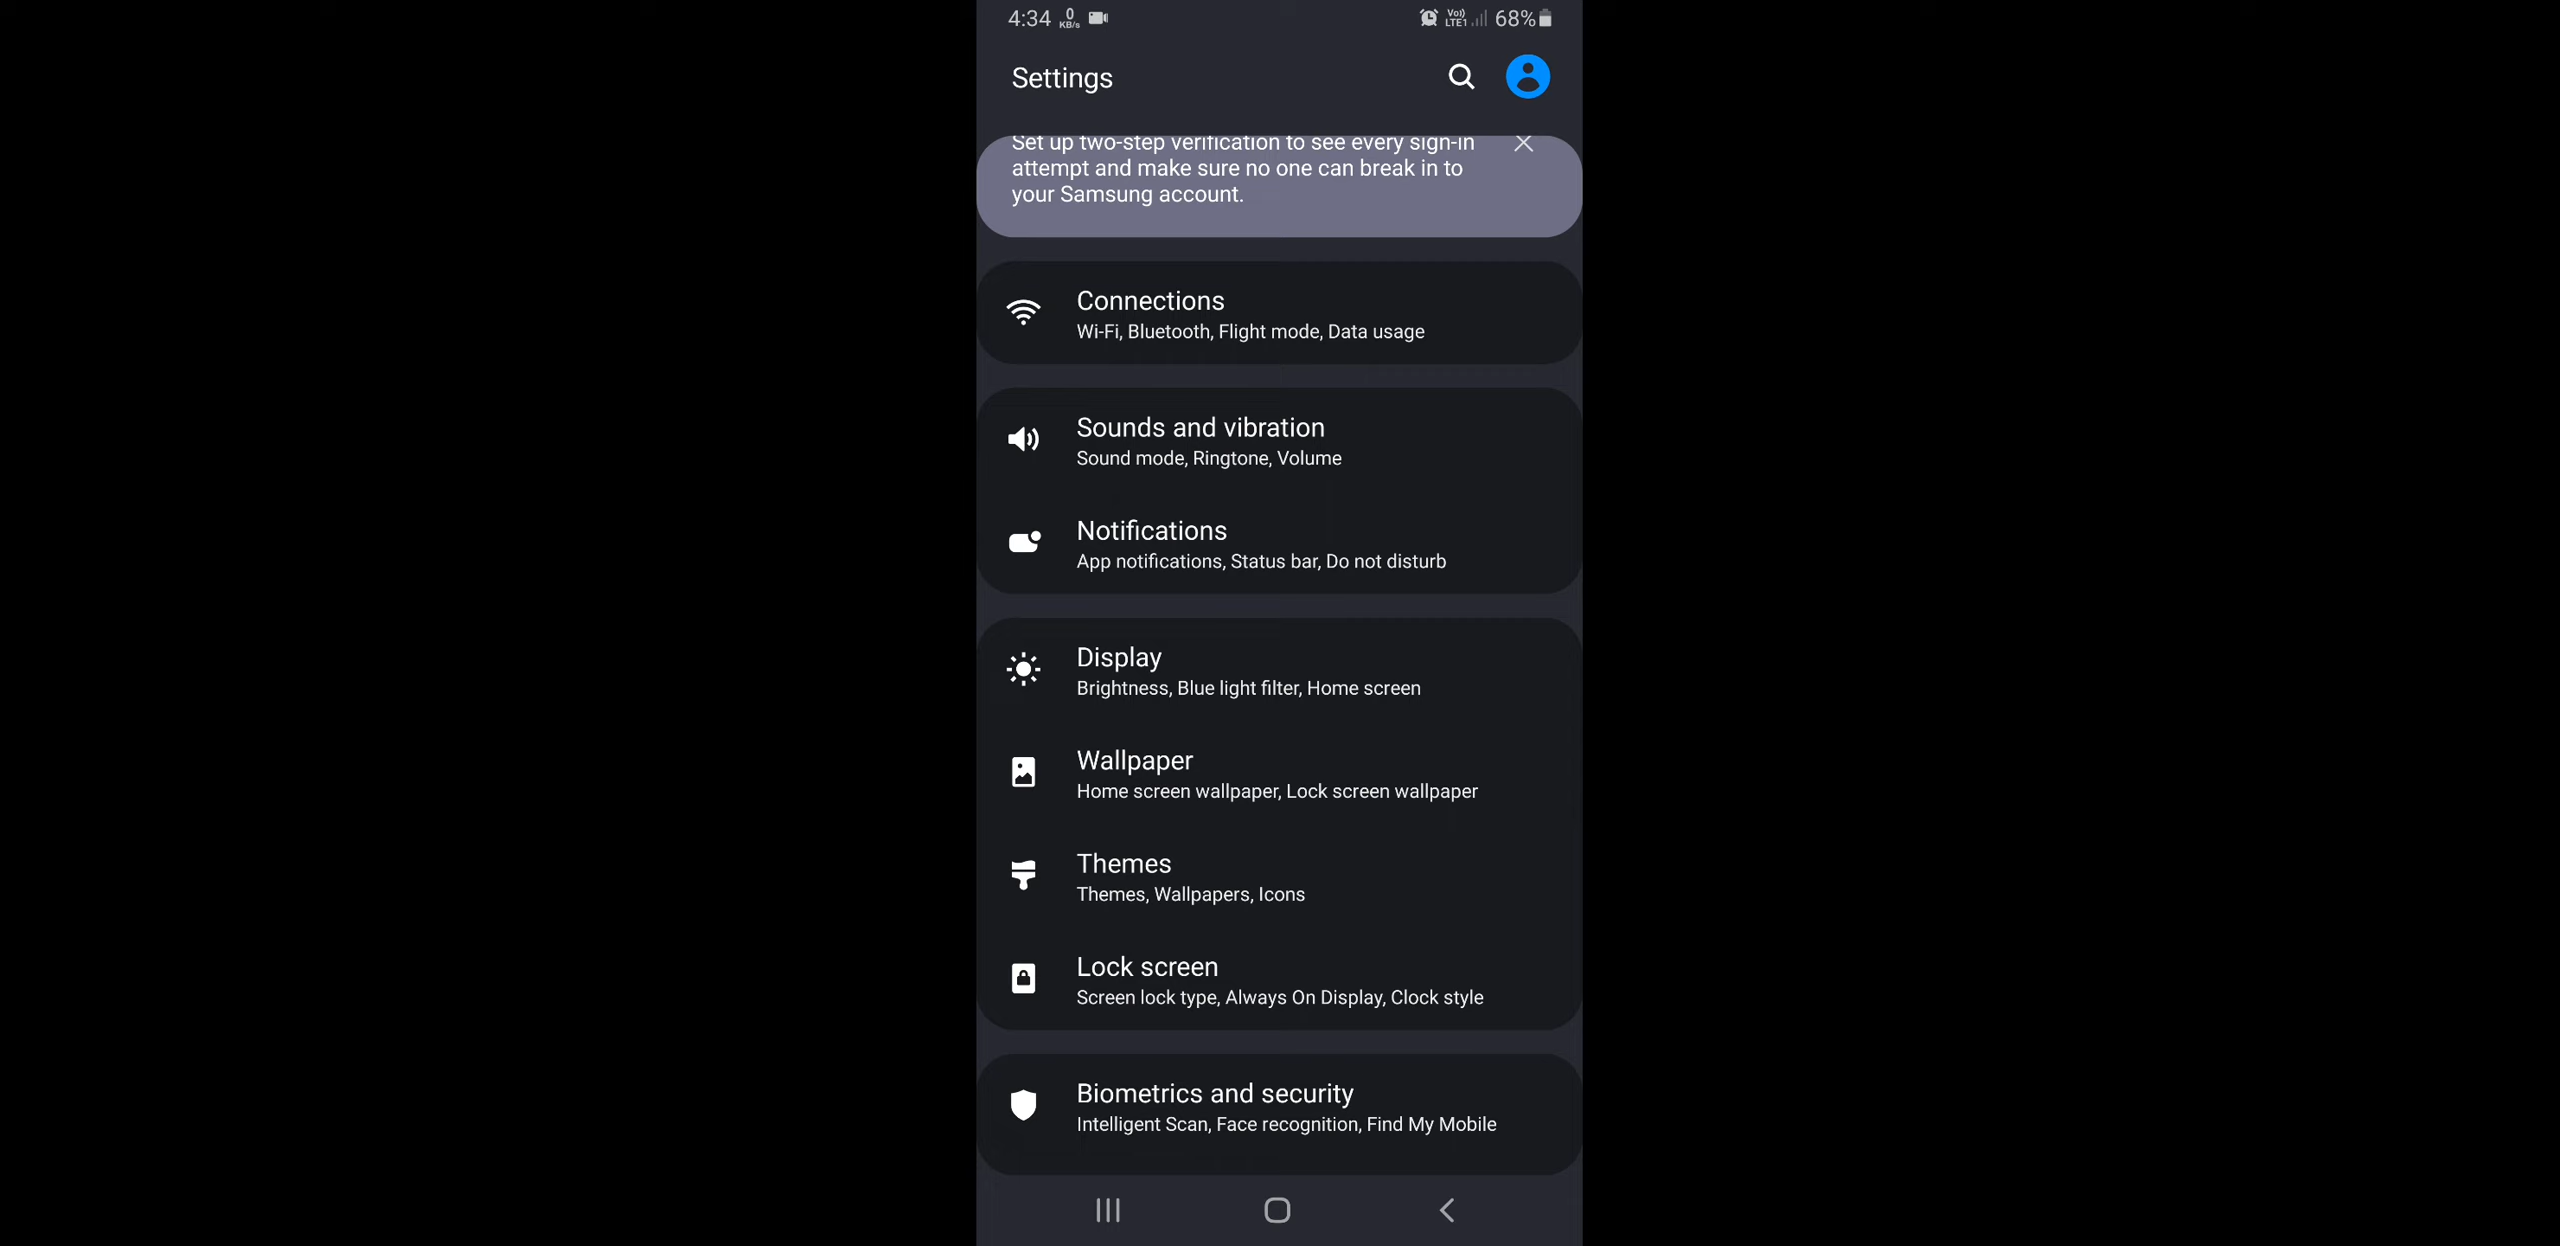 4:34 0 KB/s Vo) LTE1 68%
Settings
Set up two-step verification to see every sign-in
attempt and make sure no one can break in to
your Samsung account.
Connections
Wi-Fi, Bluetooth, Flight mode, Data usage
Sounds and vibration
Sound mode, Ringtone, Volume
Notifications
App notifications, Status bar, Do not disturb
Display
Brightness, Blue light filter, Home screen
Wallpaper
Home screen wallpaper, Lock screen wallpaper
Themes
Themes, Wallpapers, Icons
Lock screen
Screen lock type, Always On Display, Clock style
Biometrics and security
Intelligent Scan, Face recognition, Find My Mobile